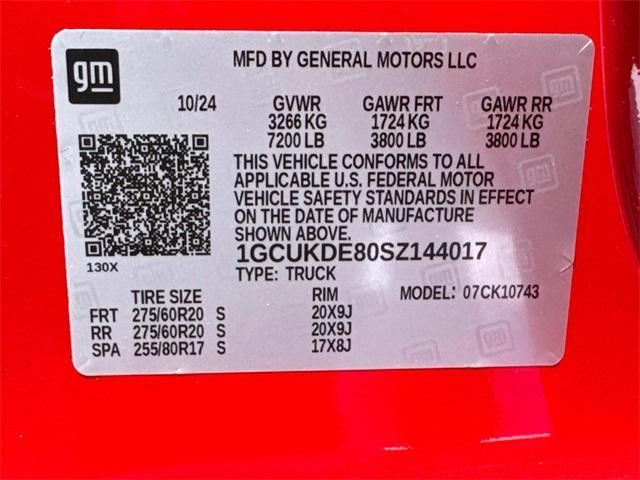 gm
MFD BY GENERAL MOTORS LLC
10/24 GVWR GAWR FRT GAWR RR
3266 KG 1724 KG 1724 KG
7200 LB 3800 LB 3800 LB
THIS VEHICLE CONFORMS TO ALL
APPLICABLE U.S. FEDERAL MOTOR
VEHICLE SAFETY STANDARDS IN EFFECT
ON THE DATE OF MANUFACTURE
SHOWN ABOVE.
130X 1GCUKDE80SZ144017
TYPE: TRUCK
TIRE SIZE RIM MODEL: 07CK10743
FRT 275/60R20 S 20X9J
RR 275/60R20 S 20X9J
SPA 255/80R17 S 17X8J